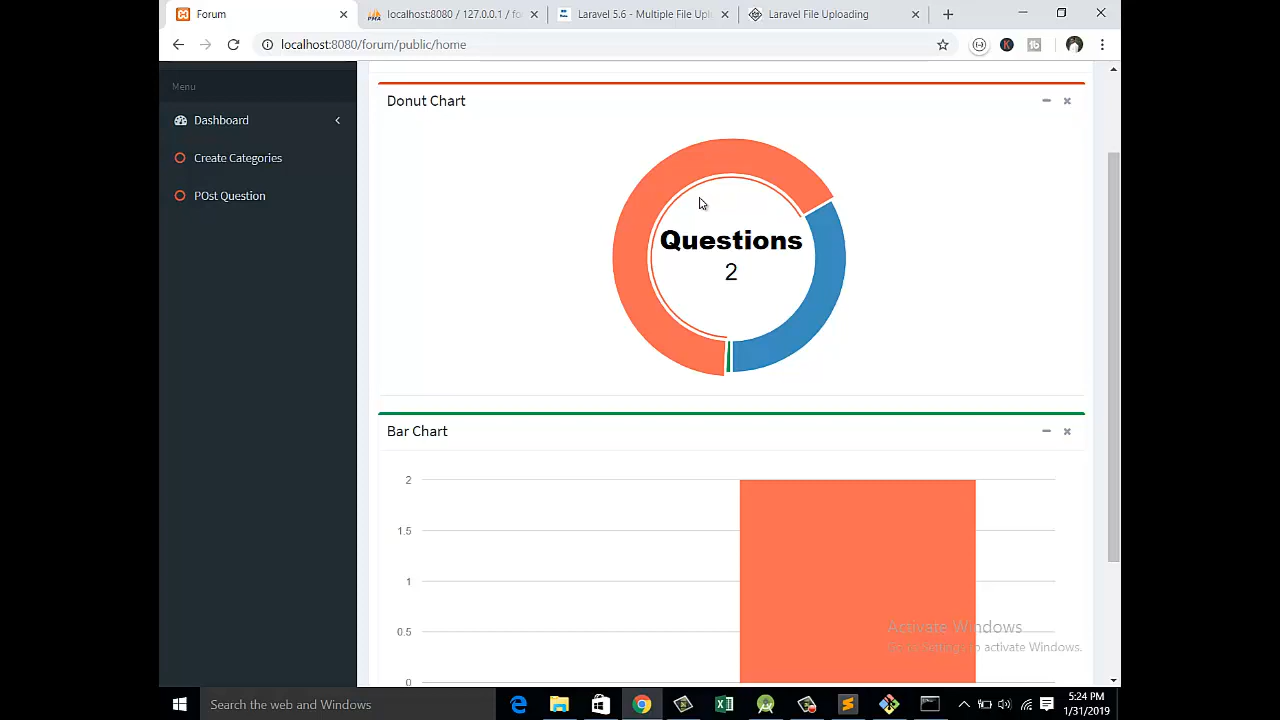 Forum
localhost:8080 / 127.0.0.1 / fo
Laravel 5.6 - Multiple File Upl
Laravel File Uploading
localhost:8080/forum/public/home
Menu
Dashboard
Create Categories
POst Question
Donut Chart
Questions
2
Bar Chart
2
1.5
1
0.5
0
Activate Windows
Go to Settings to activate Windows.
Search the web and Windows
5:24 PM
1/31/2019